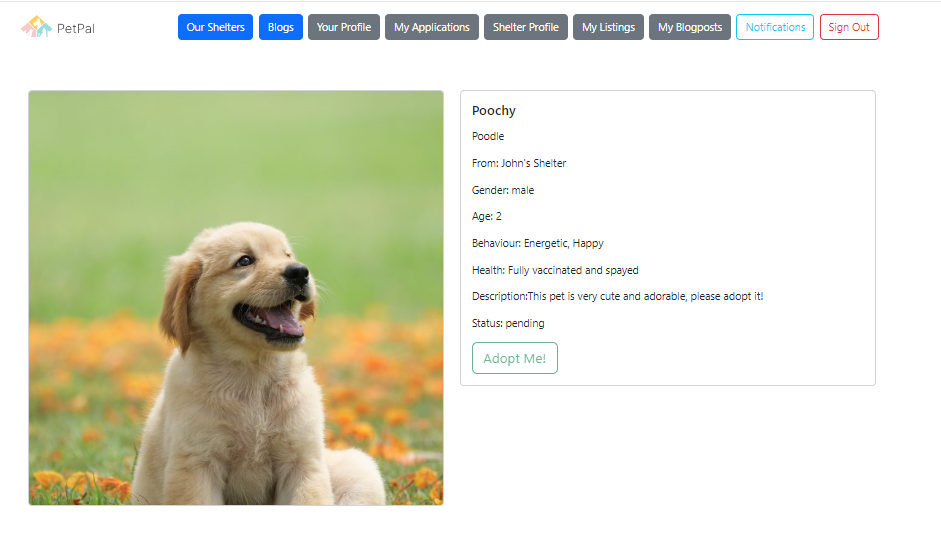 PetPal
Our Shelters
Blogs
Your Profile
My Applications
Shelter Profile
My Listings
My Blogposts
Notifications
Sign Out
Poochy
Poodle
From: John's Shelter
Gender: male
Age: 2
Behaviour: Energetic, Happy
Health: Fully vaccinated and spayed
Description:This pet is very cute and adorable, please adopt it!
Status: pending
Adopt Me!